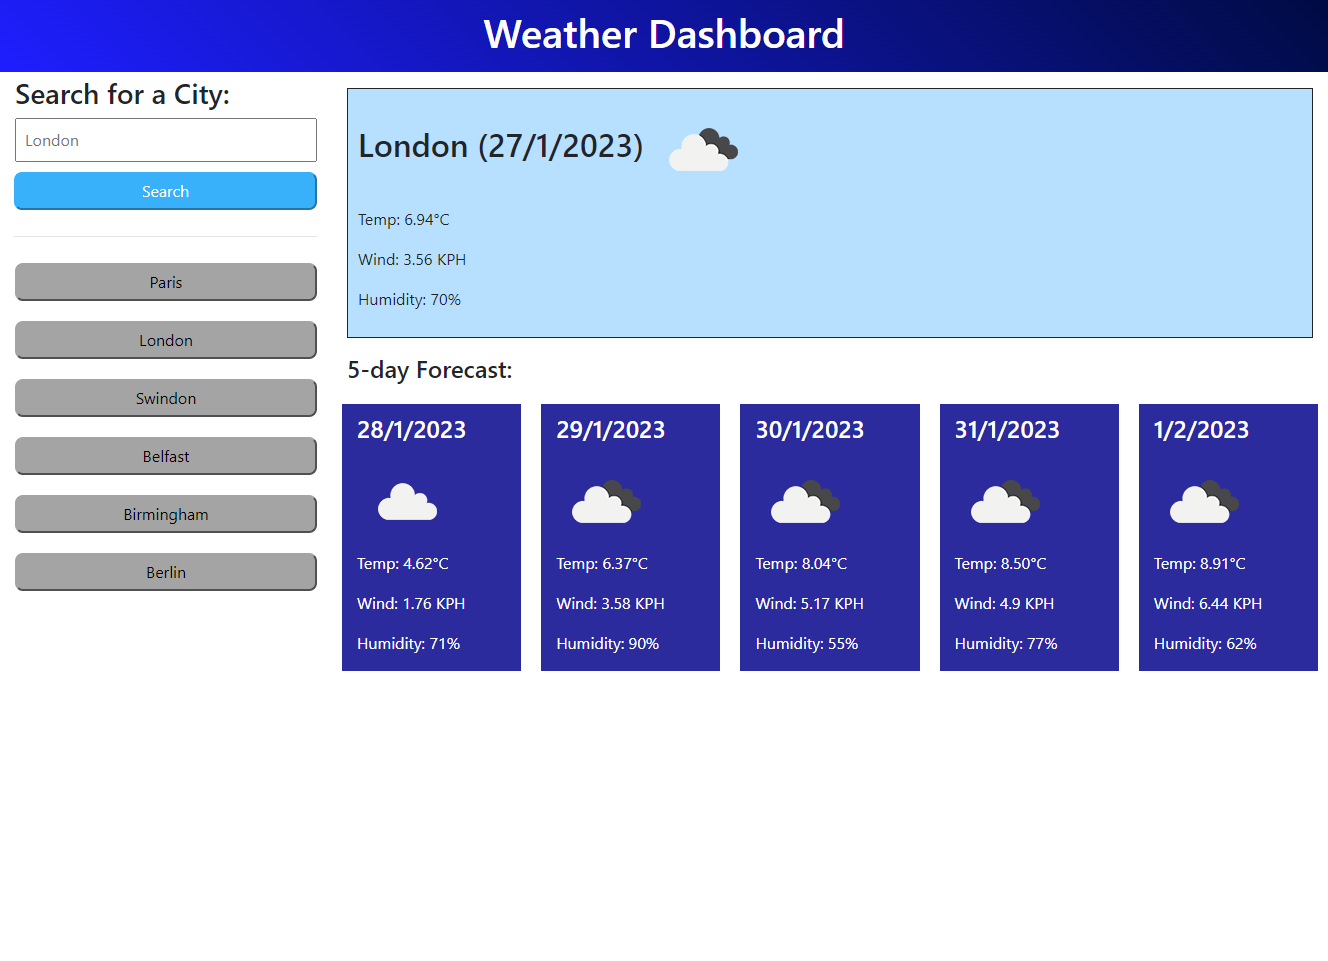 Weather Dashboard
Search for a City:
London
Search
Paris
London
Swindon
Belfast
Birmingham
Berlin
London (27/1/2023)
Temp: 6.94°C
Wind: 3.56 KPH
Humidity: 70%
5-day Forecast:
28/1/2023
Temp: 4.62°C
Wind: 1.76 KPH
Humidity: 71%
29/1/2023
Temp: 6.37°C
Wind: 3.58 KPH
Humidity: 90%
30/1/2023
Temp: 8.04°C
Wind: 5.17 KPH
Humidity: 55%
31/1/2023
Temp: 8.50°C
Wind: 4.9 KPH
Humidity: 77%
1/2/2023
Temp: 8.91°C
Wind: 6.44 KPH
Humidity: 62%